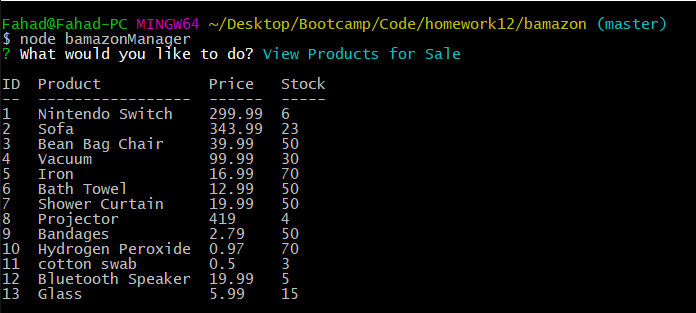 Fahad@Fahad-PC MINGW64 ~/Desktop/Bootcamp/Code/homework12/bamazon (master)
$ node bamazonManager
? What would you like to do? View Products for Sale
ID  Product            Price   Stock
--  -----------------  ------  -----
1   Nintendo Switch    299.99  6
2   Sofa               343.99  23
3   Bean Bag Chair     39.99   50
4   Vacuum             99.99   30
5   Iron               16.99   70
6   Bath Towel         12.99   50
7   Shower Curtain     19.99   50
8   Projector          419     4
9   Bandages           2.79    50
10  Hydrogen Peroxide  0.97    70
11  cotton swab        0.5     3
12  Bluetooth Speaker  19.99   5
13  Glass              5.99    15